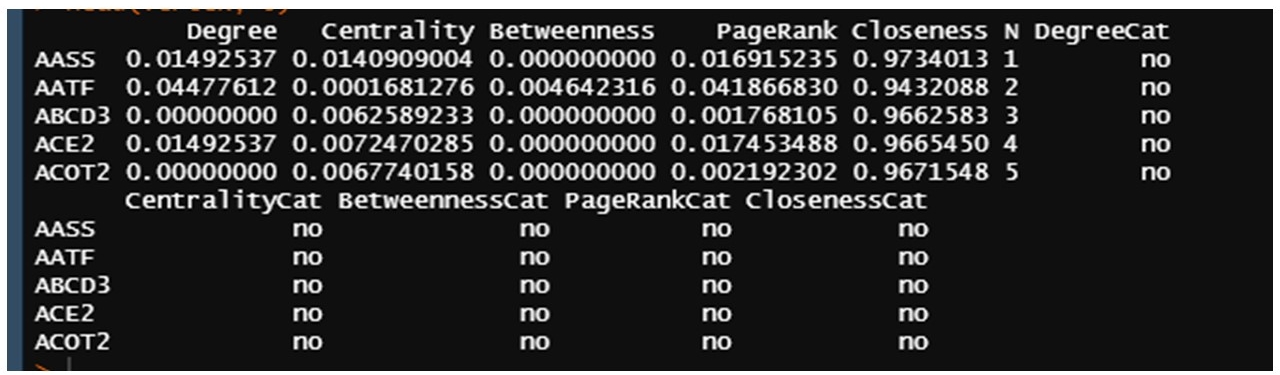 Degree Centrality Betweenness PageRank Closeness N DegreeCat
AASS 0.01492537 0.0140909004 0.000000000 0.016915235 0.9734013 1 no
AATF 0.04477612 0.0001681276 0.004642316 0.041866830 0.9432088 2 no
ABCD3 0.00000000 0.0062589233 0.000000000 0.001768105 0.9662583 3 no
ACE2 0.01492537 0.0072470285 0.000000000 0.017453488 0.9665450 4 no
ACOT2 0.00000000 0.0067740158 0.000000000 0.002192302 0.9671548 5 no
CentralityCat BetweennessCat PageRankCat ClosenessCat
AASS no no no no
AATF no no no no
ABCD3 no no no no
ACE2 no no no no
ACOT2 no no no no
>